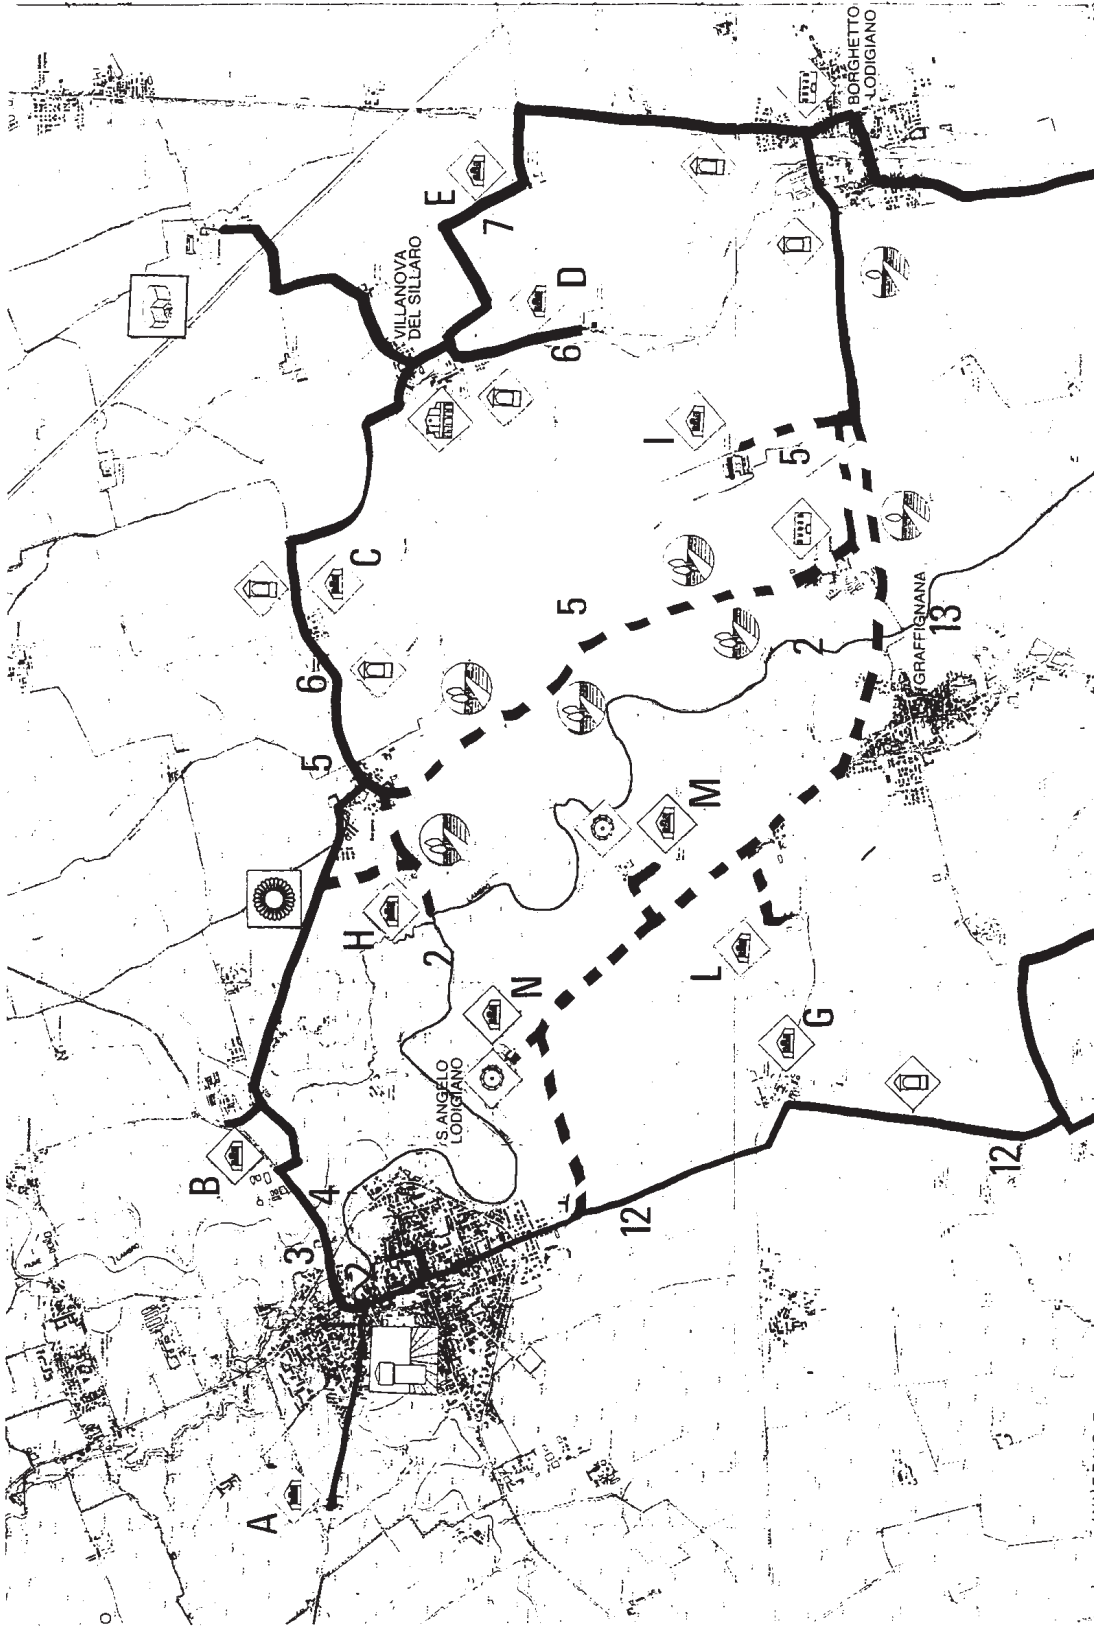 BORGHETTO
LODIGIANO
E
7
VILLANOVA
DEL SILLARO
D
6
I
5
C
6
5
5
2
13
GRAFFIGNANA
M
H
2
N
L
G
S. ANGELO
LODIGIANO
B
4
3
2
12
12
A